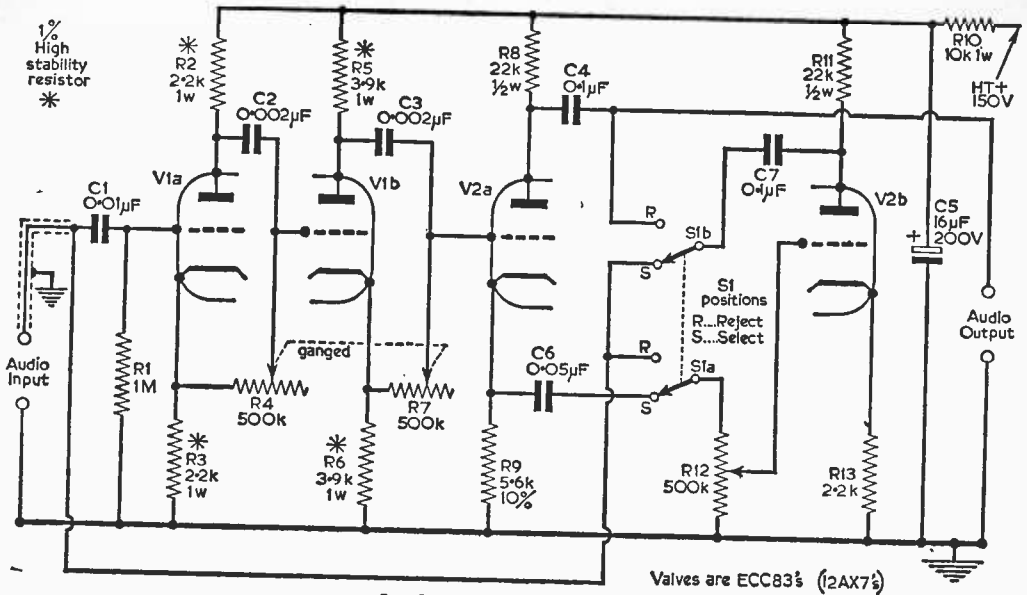 1%
High
stability
resistor
*
*
R2
2·2k
1w
C2
0·002µF
*
R5
3·9k
1w
C3
0·002µF
R8
22k
½w
C4
0·1µF
R11
22k
½w
R10
10k 1w
HT+
150V
C1
0·01µF
V1a
V1b
V2a
C7
0·1µF
V2b
C5
16µF
200V
+
R
S1b
S
S1
positions
R...Reject
S...Select
Audio
Input
R1
1M
ganged
R4
500k
R7
500k
C6
0·05µF
R
S1a
S
Audio
Output
*
R3
2·2k
1w
*
R6
3·9k
1w
R9
5·6k
10%
R12
500k
R13
2·2k
Valves are ECC83's (12AX7's)